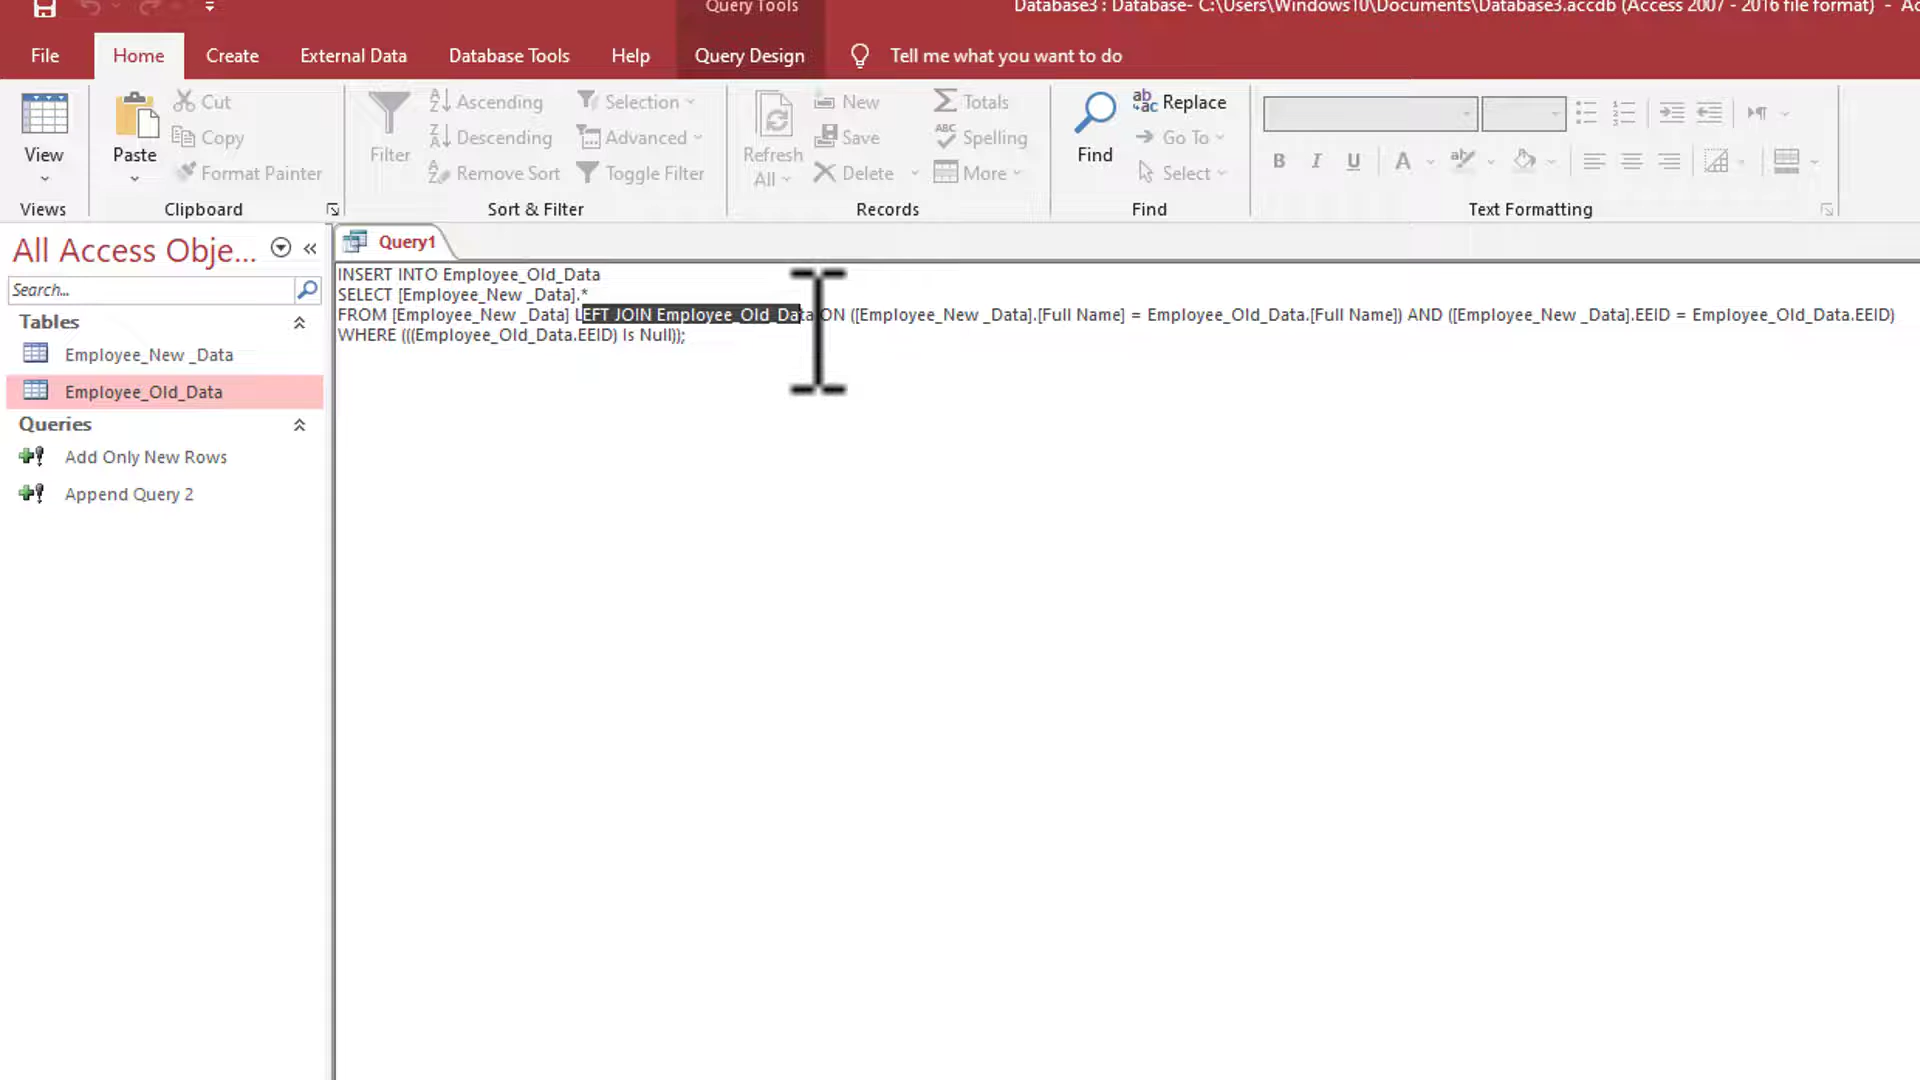 Query Tools
Database3 : Database- C:\Users\Windows10\Documents\Database3.accdb (Access 2007 - 2016 file format) - Ac
File Home Create External Data Database Tools Help Query Design Tell me what you want to do
View
Views
Paste
Cut
Copy
Format Painter
Clipboard
Filter
Ascending
Descending
Remove Sort
Selection
Advanced
Toggle Filter
Sort & Filter
Refresh
All
New
Save
Delete
Totals
Spelling
More
Records
Find
Replace
Go To
Select
Find
B I U A
Text Formatting
All Access Obje...
Search...
Tables
Employee_New _Data
Employee_Old_Data
Queries
Add Only New Rows
Append Query 2
Query1
INSERT INTO Employee_Old_Data
SELECT [Employee_New _Data].*
FROM [Employee_New _Data] LEFT JOIN Employee_Old_Data ON ([Employee_New _Data].[Full Name] = Employee_Old_Data.[Full Name]) AND ([Employee_New _Data].EEID = Employee_Old_Data.EEID)
WHERE (((Employee_Old_Data.EEID) Is Null));